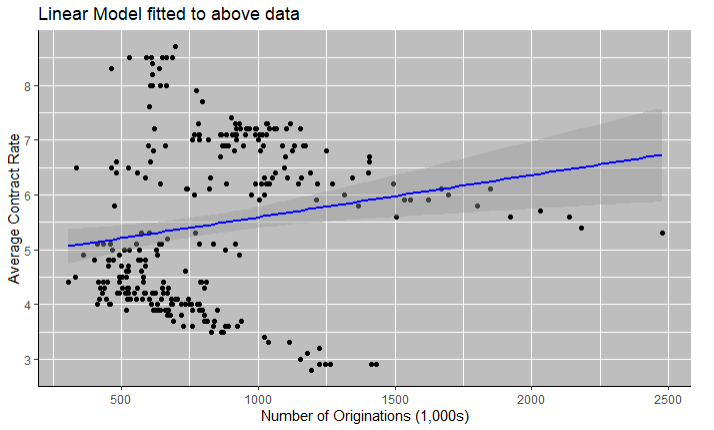 Linear Model fitted to above data
Average Contract Rate
8
7
6
5
4
3
500 1000 1500 2000 2500
Number of Originations (1,000s)